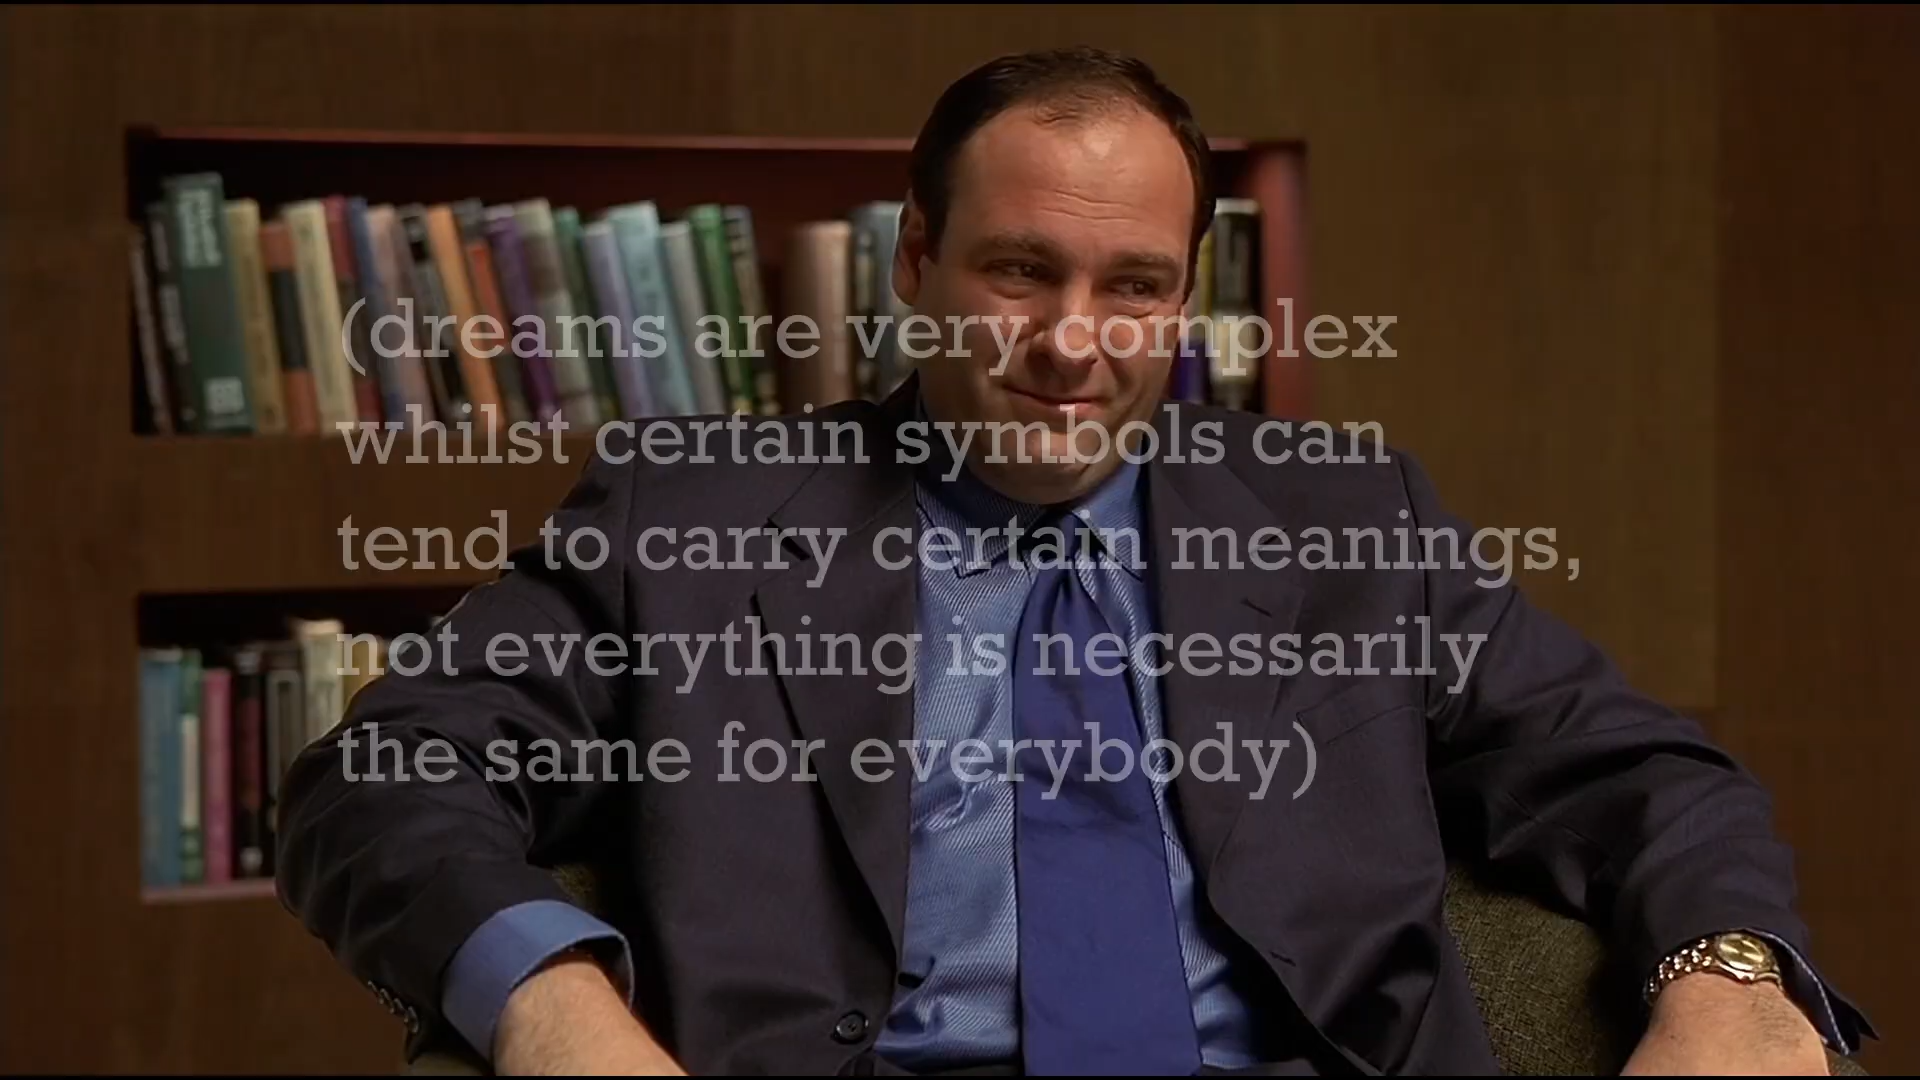 (dreams are very complex
whilst certain symbols can
tend to carry certain meanings,
not everything is necessarily
the same for everybody)